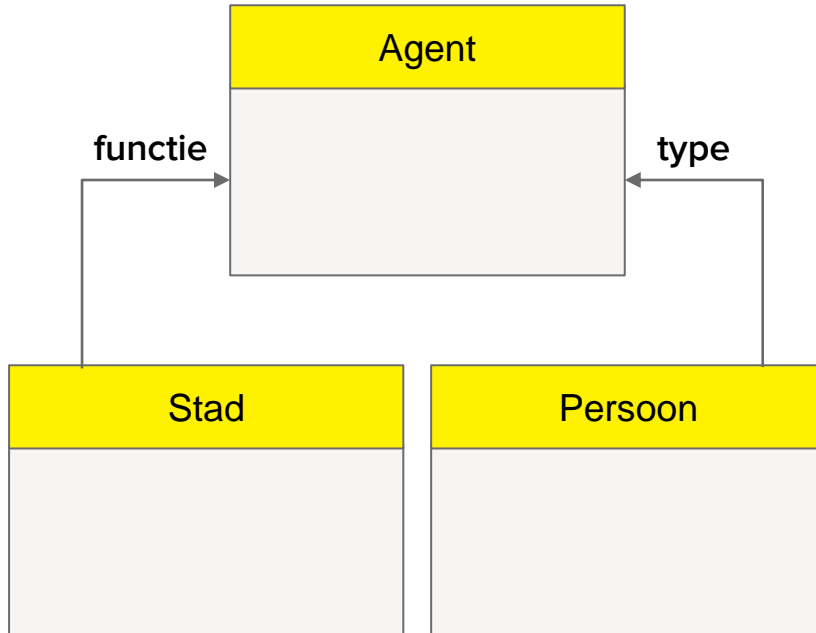 Agent
functie
type
Stad
Persoon